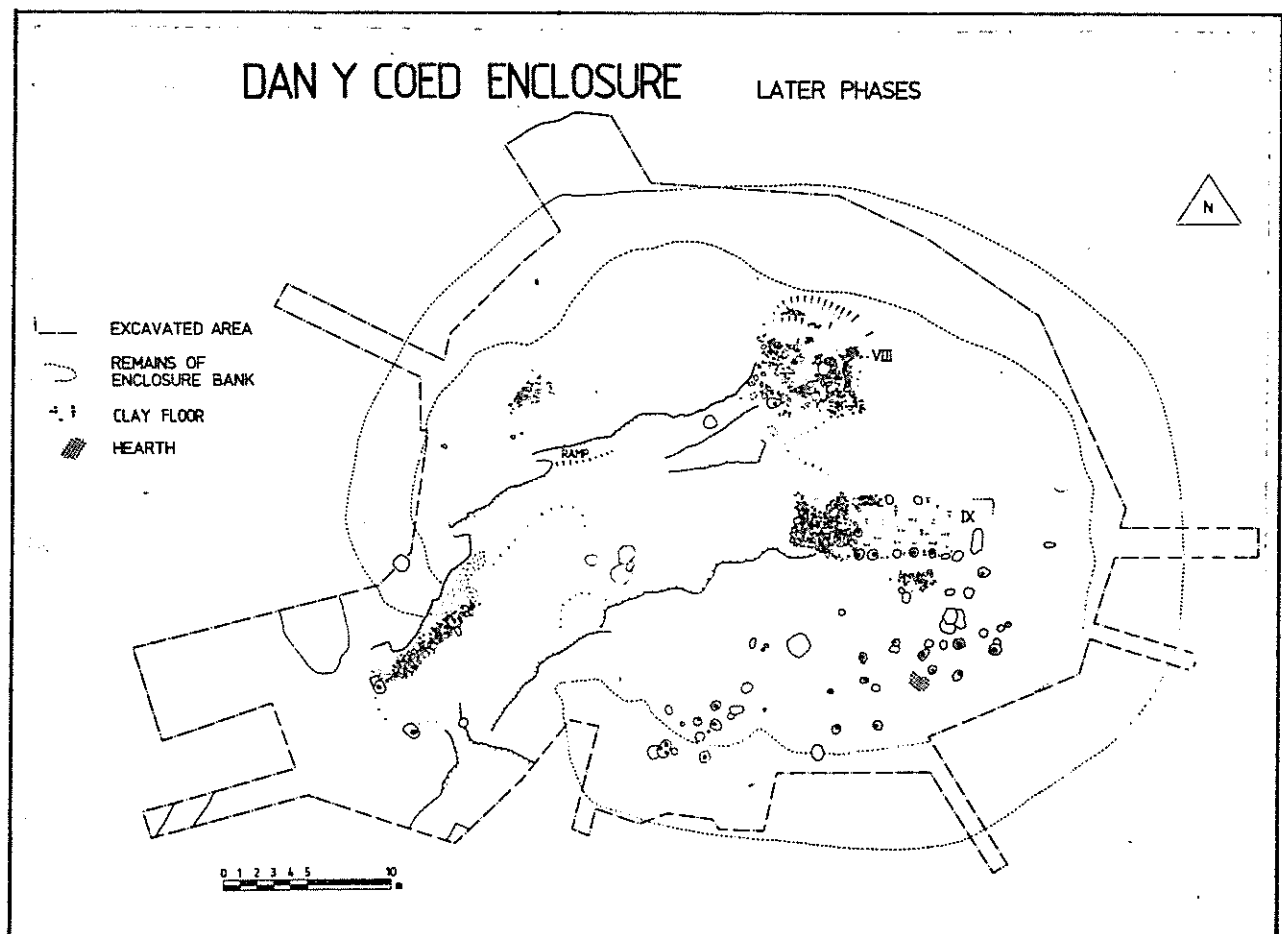 DAN Y COED ENCLOSURE LATER PHASES
N
EXCAVATED AREA
REMAINS OF
ENCLOSURE BANK
CLAY FLOOR
HEARTH
VIII
RAMP
IX
0 1 2 3 4 5 10
m